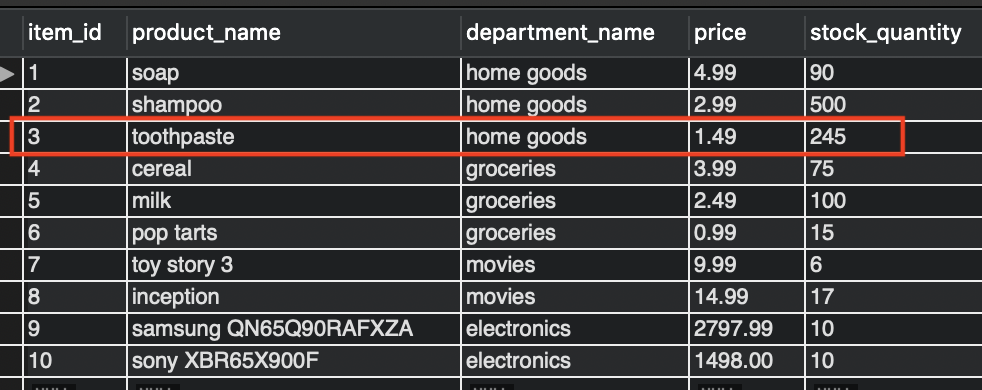 item_id product_name department_name price stock_quantity
1 soap home goods 4.99 90
2 shampoo home goods 2.99 500
3 toothpaste home goods 1.49 245
4 cereal groceries 3.99 75
5 milk groceries 2.49 100
6 pop tarts groceries 0.99 15
7 toy story 3 movies 9.99 6
8 inception movies 14.99 17
9 samsung QN65Q90RAFXZA electronics 2797.99 10
10 sony XBR65X900F electronics 1498.00 10